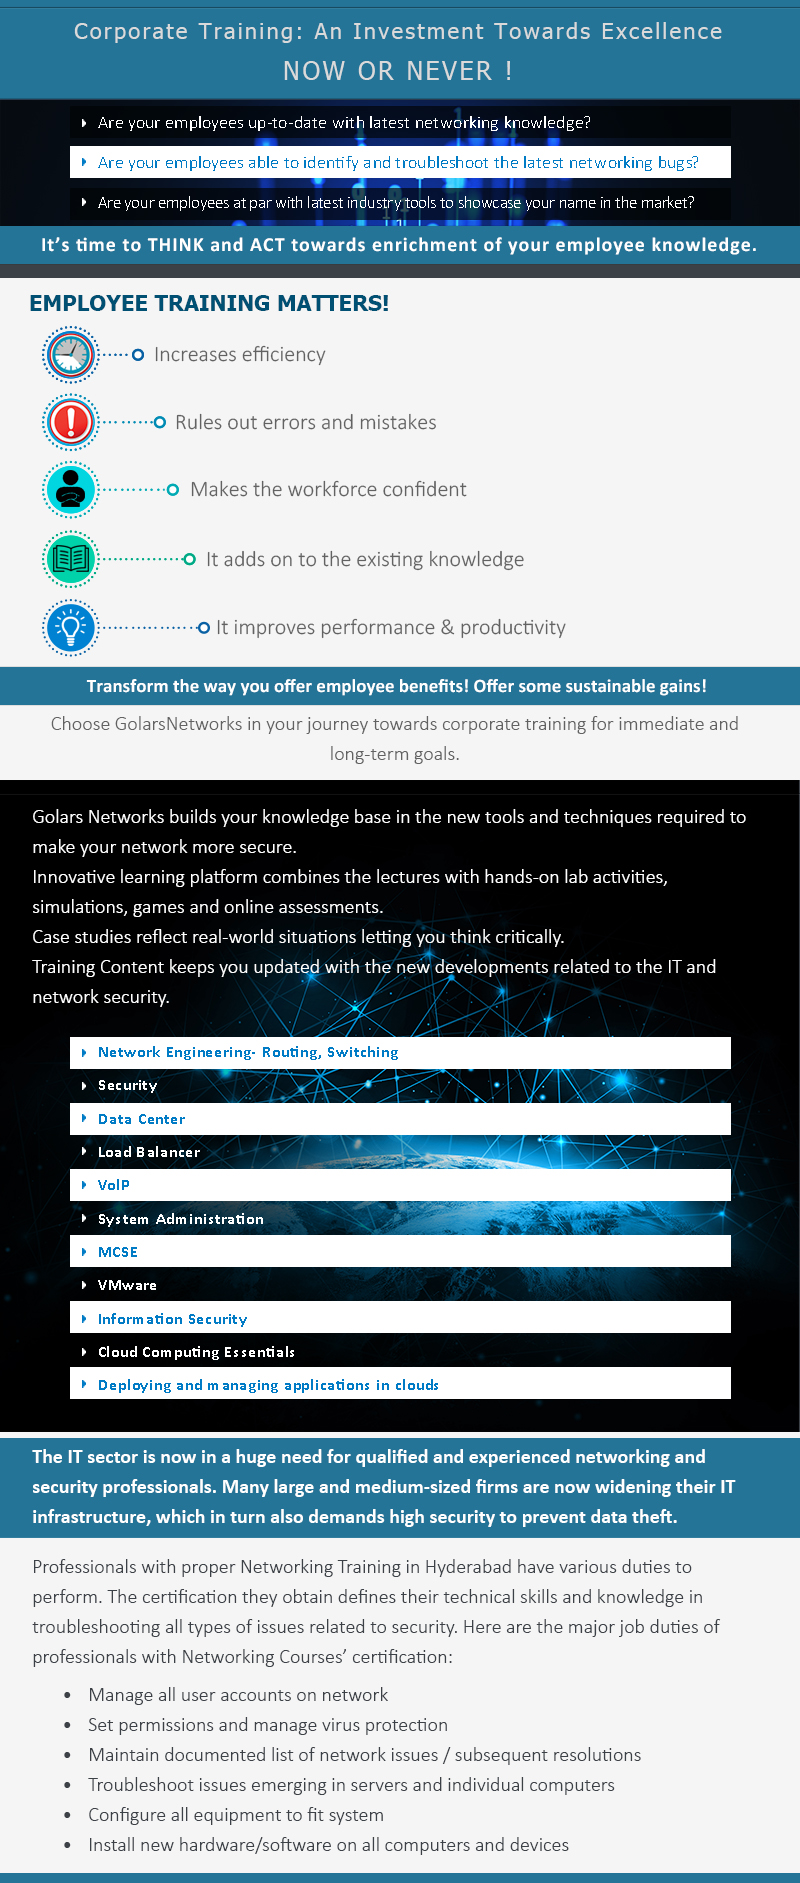 Corporate Training: An Investment Towards Excellence
NOW OR NEVER !
Are your employees up-to-date with latest networking knowledge?
Are your employees able to identify and troubleshoot the latest networking bugs?
Are your employees at par with latest industry tools to showcase your name in the market?
It’s time to THINK and ACT towards enrichment of your employee knowledge.
EMPLOYEE TRAINING MATTERS!
Increases efficiency
Rules out errors and mistakes
Makes the workforce confident
It adds on to the existing knowledge
It improves performance & productivity
Transform the way you offer employee benefits! Offer some sustainable gains!
Choose GolarsNetworks in your journey towards corporate training for immediate and
long-term goals.
Golars Networks builds your knowledge base in the new tools and techniques required to
make your network more secure.
Innovative learning platform combines the lectures with hands-on lab activities,
simulations, games and online assessments.
Case studies reflect real-world situations letting you think critically.
Training Content keeps you updated with the new developments related to the IT and
network security.
Network Engineering- Routing, Switching
Security
Data Center
Load Balancer
VoIP
System Administration
MCSE
VMware
Information Security
Cloud Computing Essentials
Deploying and managing applications in clouds
The IT sector is now in a huge need for qualified and experienced networking and
security professionals. Many large and medium-sized firms are now widening their IT
infrastructure, which in turn also demands high security to prevent data theft.
Professionals with proper Networking Training in Hyderabad have various duties to
perform. The certification they obtain defines their technical skills and knowledge in
troubleshooting all types of issues related to security. Here are the major job duties of
professionals with Networking Courses’ certification:
• Manage all user accounts on network
• Set permissions and manage virus protection
• Maintain documented list of network issues / subsequent resolutions
• Troubleshoot issues emerging in servers and individual computers
• Configure all equipment to fit system
• Install new hardware/software on all computers and devices